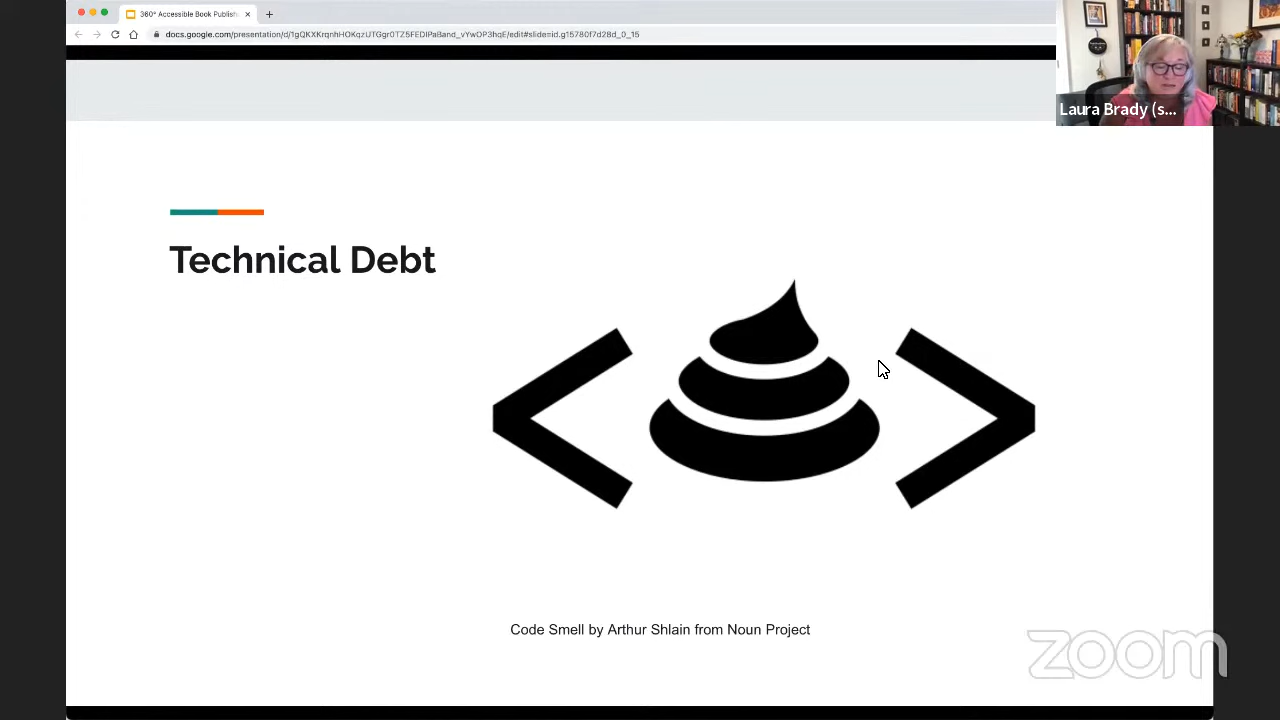 360° Accessible Book Publish
docs.google.com/presentation/d/1gQKXKrqnhHOKqzUTGgr0TZ5FEDIPaBand_vYwOP3hqE/edit#slide=id.g15780f7d28d_0_15
Laura Brady (s...
Technical Debt
Code Smell by Arthur Shlain from Noun Project
zoom